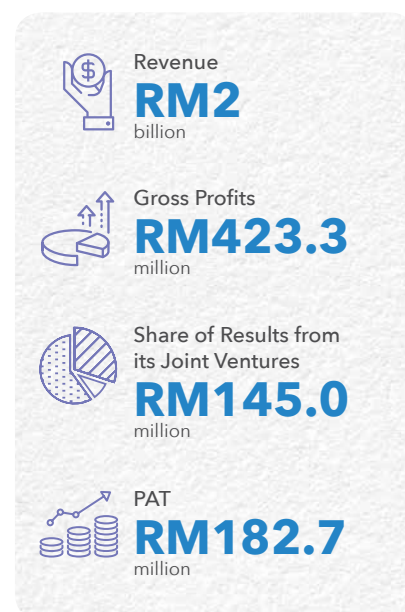 $
Revenue
RM2
billion
Gross Profits
RM423.3
million
Share of Results from
its Joint Ventures
RM145.0
million
PAT
RM182.7
million